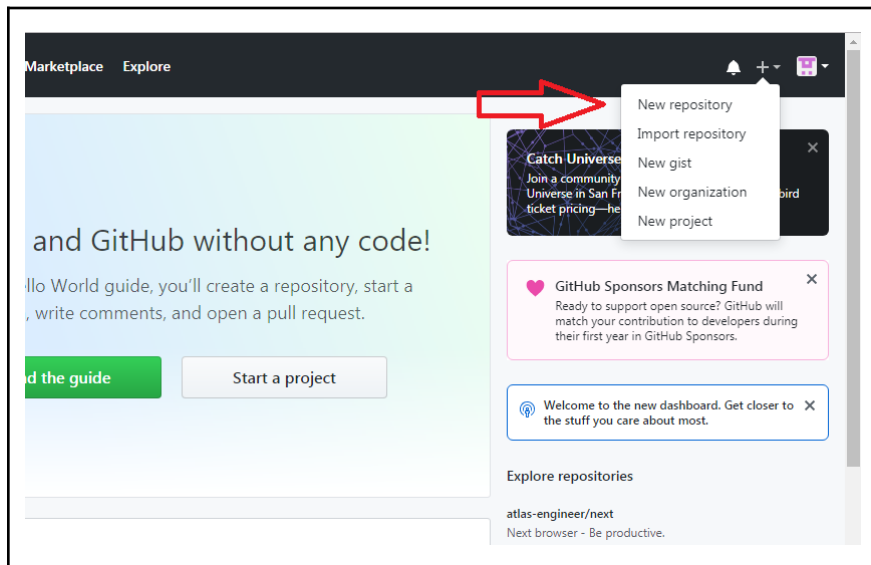 Marketplace Explore
New repository
Import repository
New gist
New organization
New project
Catch Universe
Join a community
Universe in San Fr bird
ticket pricing—he
and GitHub without any code!
llo World guide, you'll create a repository, start a
, write comments, and open a pull request.
d the guide
Start a project
GitHub Sponsors Matching Fund
Ready to support open source? GitHub will
match your contribution to developers during
their first year in GitHub Sponsors.
Welcome to the new dashboard. Get closer to
the stuff you care about most.
Explore repositories
atlas-engineer/next
Next browser - Be productive.